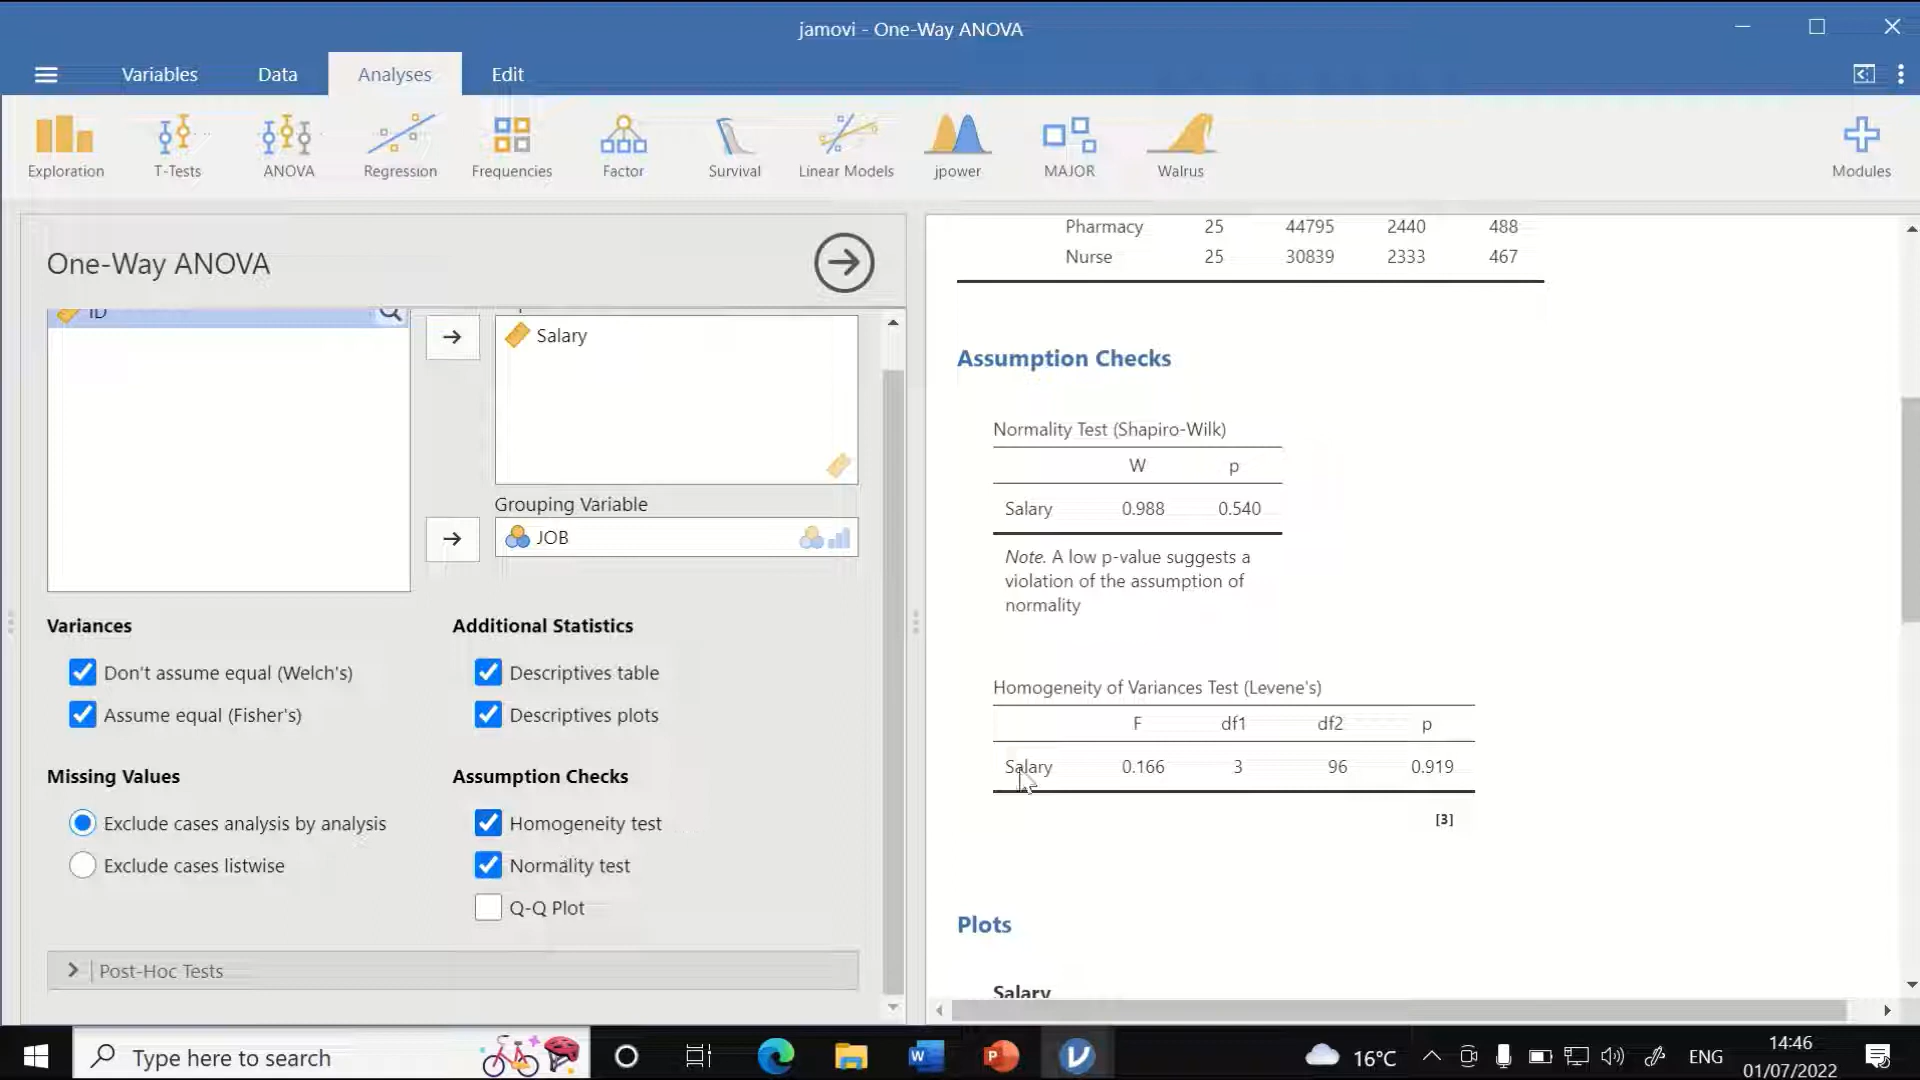 jamovi - One-Way ANOVA
Variables
Data
Analyses
Edit
Exploration
T-Tests
ANOVA
Regression
Frequencies
Factor
Survival
Linear Models
jpower
MAJOR
Walrus
Modules
One-Way ANOVA
ID
Salary
Grouping Variable
JOB
Variances
Don't assume equal (Welch's)
Assume equal (Fisher's)
Additional Statistics
Descriptives table
Descriptives plots
Missing Values
Exclude cases analysis by analysis
Exclude cases listwise
Assumption Checks
Homogeneity test
Normality test
Q-Q Plot
Post-Hoc Tests
Pharmacy 25 44795 2440 488
Nurse 25 30839 2333 467
Assumption Checks
Normality Test (Shapiro-Wilk)
W p
Salary 0.988 0.540
Note. A low p-value suggests a
violation of the assumption of
normality
Homogeneity of Variances Test (Levene's)
F df1 df2 p
Salary 0.166 3 96 0.919
[3]
Plots
Salary
Type here to search
16°C
ENG
14:46
01/07/2022